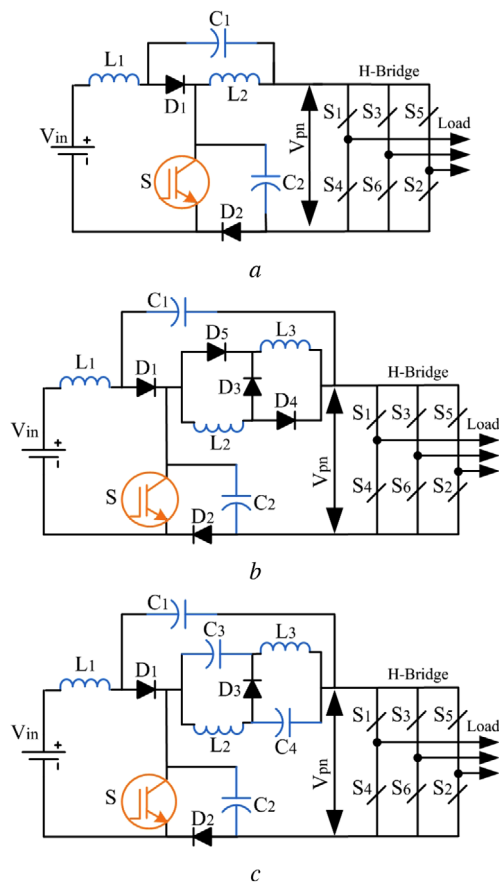 C1
L1
D1
L2
H-Bridge
Vin
+
-
S
C2
D2
Vpn
S1 S3 S5
Load
S4 S6 S2
a
C1
L1
D1
D5
L3
D3
D4
L2
H-Bridge
Vin
+
-
S
C2
D2
Vpn
S1 S3 S5
Load
S4 S6 S2
b
C1
L1
D1
C3
L3
D3
L2
C4
H-Bridge
Vin
+
-
S
C2
D2
Vpn
S1 S3 S5
Load
S4 S6 S2
c